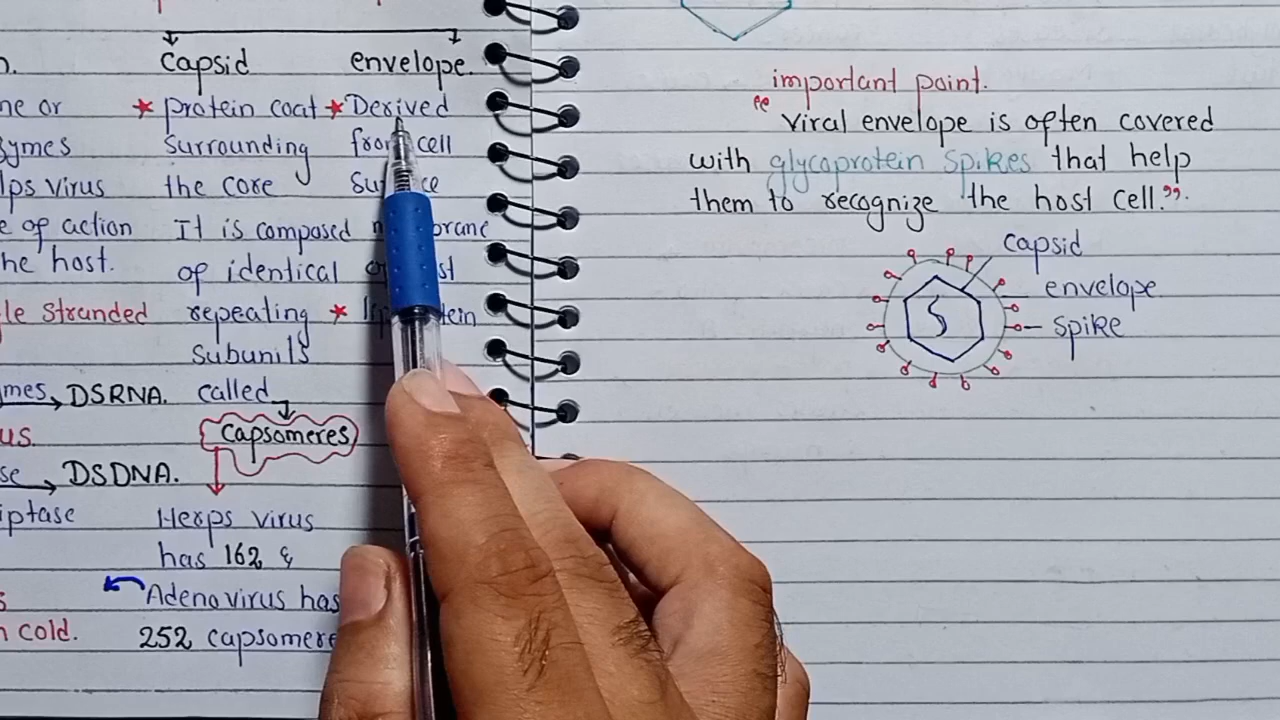 capsid envelope.
ne or ★ protein coat ★ Derived
zymes Surrounding from cell
lps virus the core
e of action It is composed
he host. of identical
le stranded repeating ★
subunils
mes → DSRNA. called
us. capsomeres
se → DSDNA.
iptase Herps virus
has 162 &
Adenovirus has
n cold. 252 capsomere
important point.
“Viral envelope is often covered
with glycoprotein spikes that help
them to recognize the host cell.”.
capsid
envelope
spike